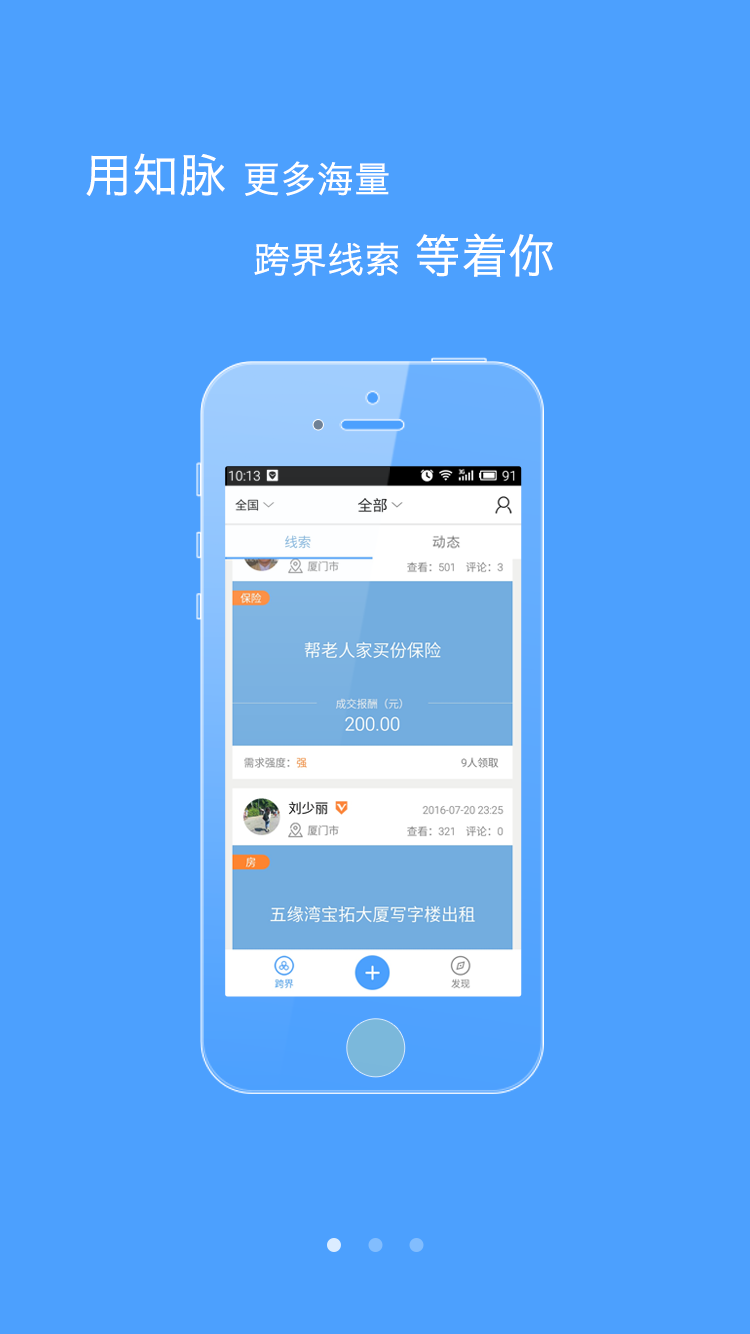 用知脉 更多海量
跨界线索 等着你
10:13 3G 91
全国 全部
线索 动态
厦门市 查看：501 评论：3
保险
帮老人家买份保险
成交报酬（元）
200.00
需求强度：强 9人领取
刘少丽 2016-07-20 23:25
厦门市 查看：321 评论：0
房
五缘湾宝拓大厦写字楼出租
跨界 发现